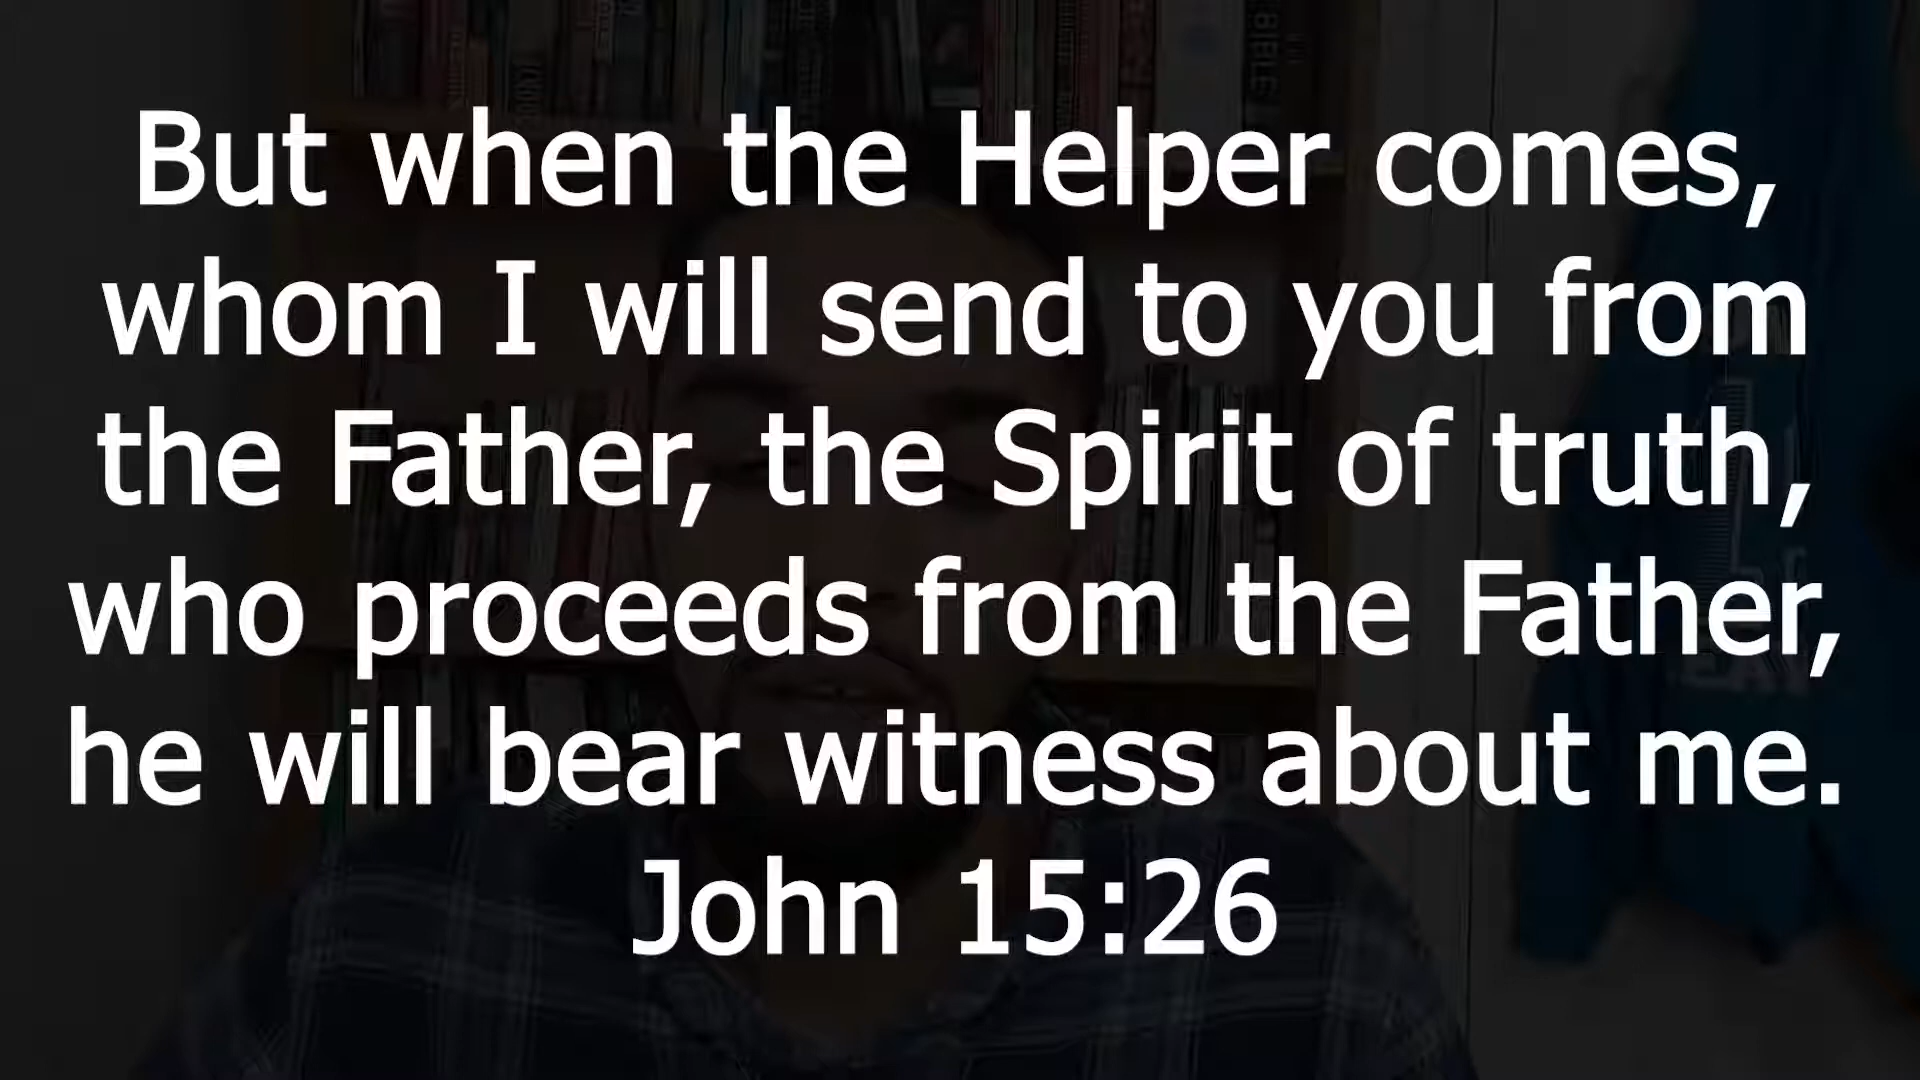 BIBLE
But when the Helper comes,
whom I will send to you from
the Father, the Spirit of truth,
who proceeds from the Father,
he will bear witness about me.
John 15:26